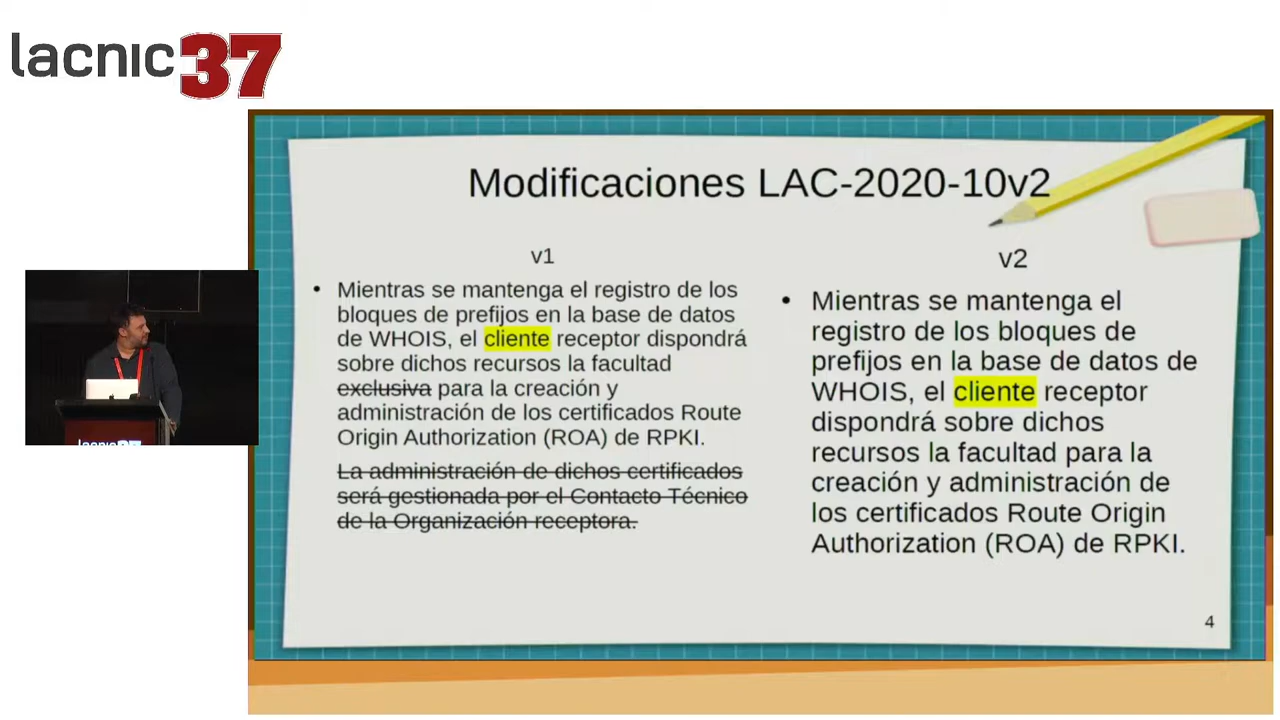 lacnic 37
Modificaciones LAC-2020-10v2
v1
• Mientras se mantenga el registro de los
bloques de prefijos en la base de datos
de WHOIS, el cliente receptor dispondrá
sobre dichos recursos la facultad
exclusiva para la creación y
administración de los certificados Route
Origin Authorization (ROA) de RPKI.
La administración de dichos certificados
será gestionada por el Contacto Técnico
de la Organización receptora.
v2
• Mientras se mantenga el
registro de los bloques de
prefijos en la base de datos de
WHOIS, el cliente receptor
dispondrá sobre dichos
recursos la facultad para la
creación y administración de
los certificados Route Origin
Authorization (ROA) de RPKI.
4
lacnic 37